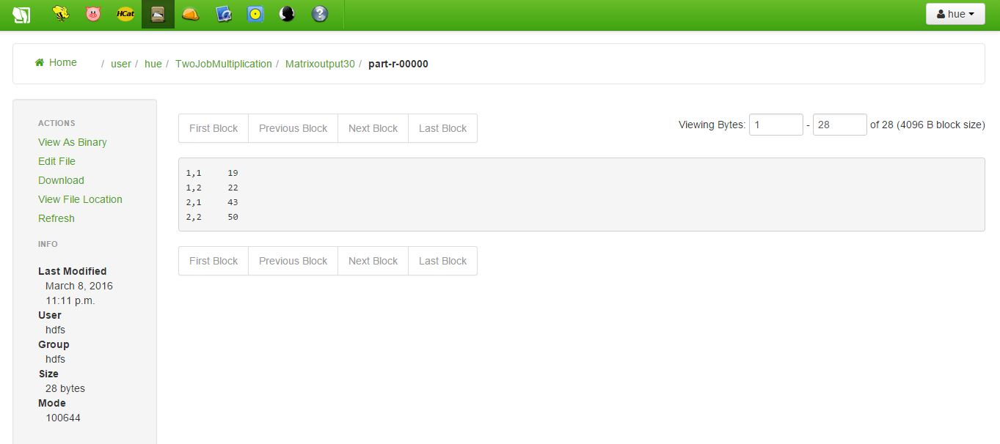 HCat
hue
Home / user / hue / TwoJobMultiplication / Matrixoutput30 / part-r-00000
ACTIONS
View As Binary
Edit File
Download
View File Location
Refresh
INFO
Last Modified
March 8, 2016
11:11 p.m.
User
hdfs
Group
hdfs
Size
28 bytes
Mode
100644
First Block Previous Block Next Block Last Block
Viewing Bytes: 1 - 28 of 28 (4096 B block size)
1,1 19
1,2 22
2,1 43
2,2 50
First Block Previous Block Next Block Last Block